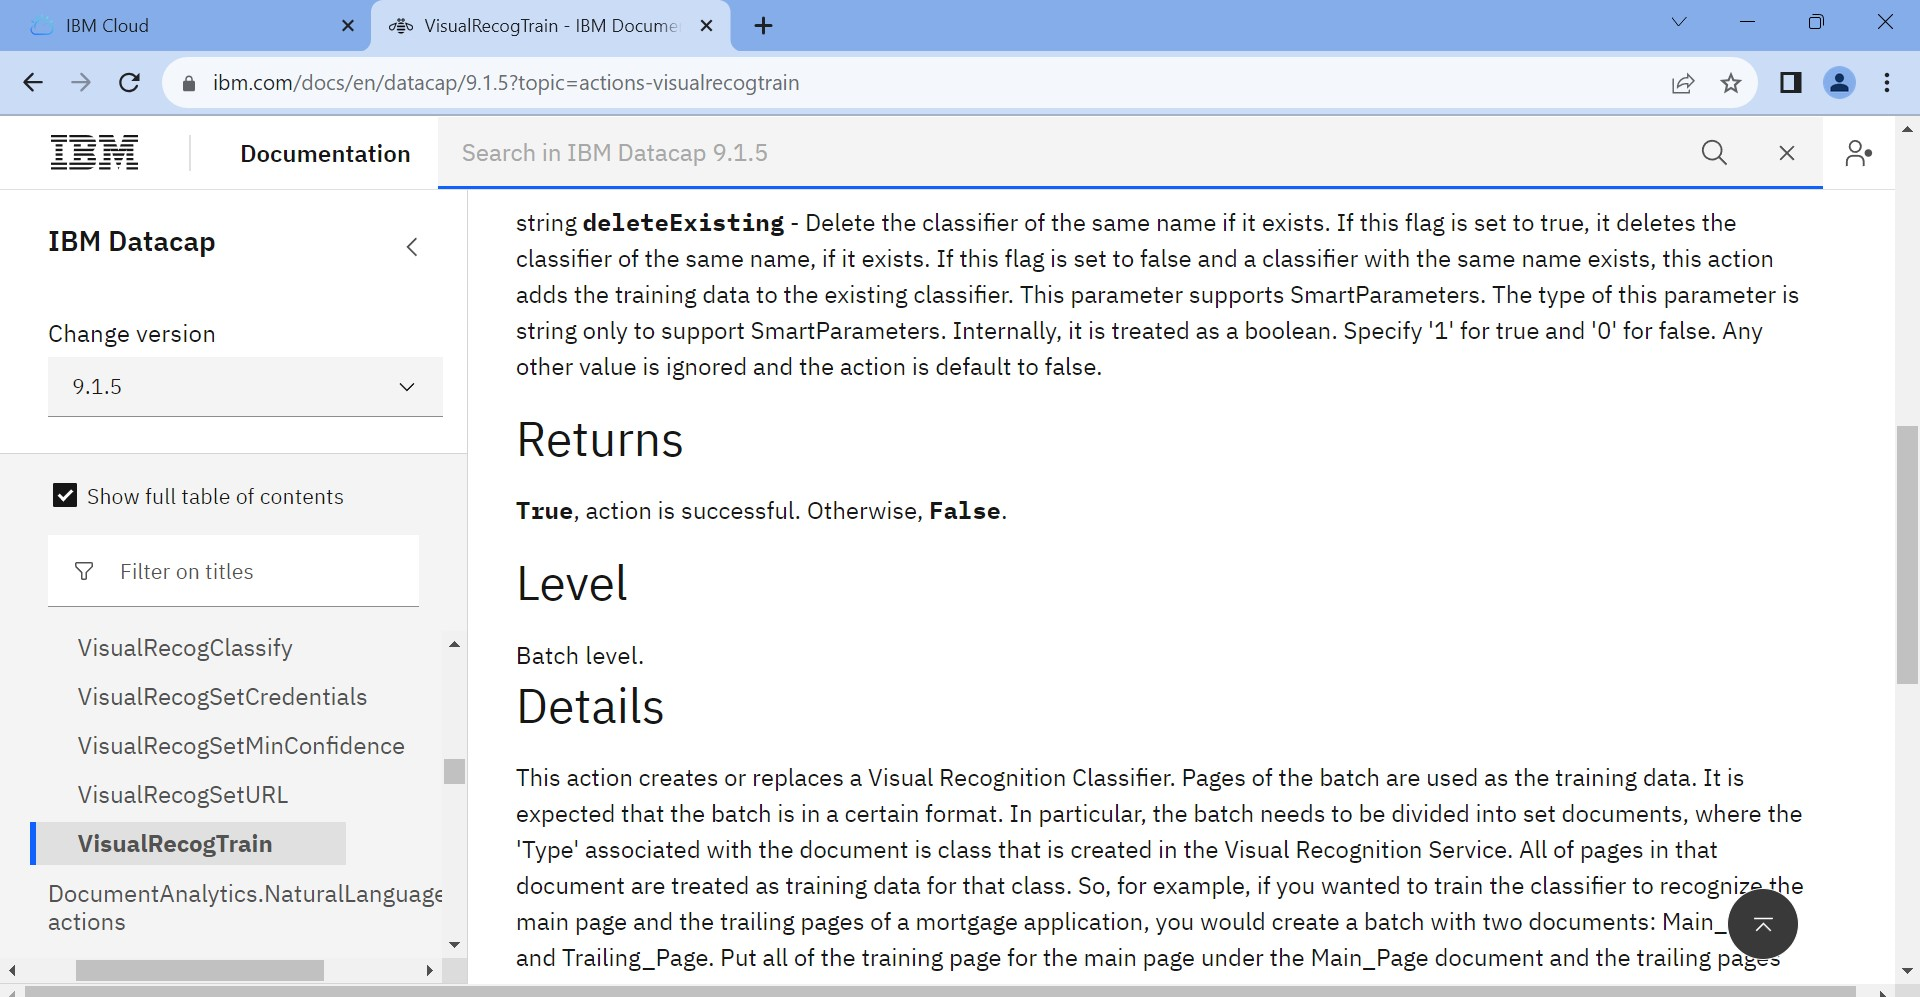 IBM Cloud
VisualRecogTrain - IBM Docume
ibm.com/docs/en/datacap/9.1.5?topic=actions-visualrecogtrain
IBM
Documentation
Search in IBM Datacap 9.1.5
IBM Datacap
Change version
9.1.5
Show full table of contents
Filter on titles
VisualRecogClassify
VisualRecogSetCredentials
VisualRecogSetMinConfidence
VisualRecogSetURL
VisualRecogTrain
DocumentAnalytics.NaturalLanguage
actions
string deleteExisting - Delete the classifier of the same name if it exists. If this flag is set to true, it deletes the
classifier of the same name, if it exists. If this flag is set to false and a classifier with the same name exists, this action
adds the training data to the existing classifier. This parameter supports SmartParameters. The type of this parameter is
string only to support SmartParameters. Internally, it is treated as a boolean. Specify '1' for true and '0' for false. Any
other value is ignored and the action is default to false.
Returns
True, action is successful. Otherwise, False.
Level
Batch level.
Details
This action creates or replaces a Visual Recognition Classifier. Pages of the batch are used as the training data. It is
expected that the batch is in a certain format. In particular, the batch needs to be divided into set documents, where the
'Type' associated with the document is class that is created in the Visual Recognition Service. All of pages in that
document are treated as training data for that class. So, for example, if you wanted to train the classifier to recognize the
main page and the trailing pages of a mortgage application, you would create a batch with two documents: Main_
and Trailing_Page. Put all of the training page for the main page under the Main_Page document and the trailing pages